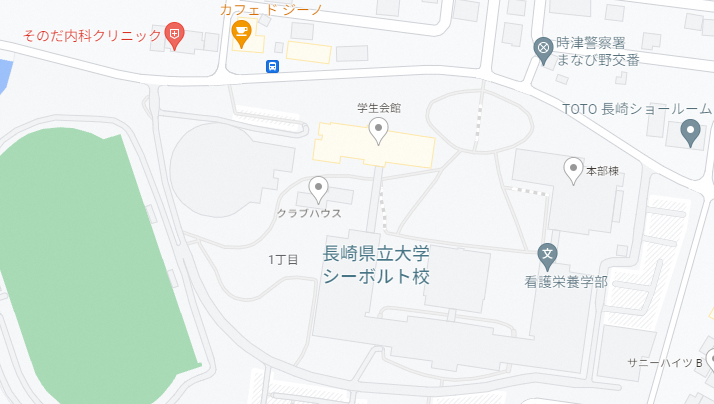 カフェ ド ジーノ
そのだ内科クリニック
時津警察署
まなび野交番
学生会館
TOTO 長崎ショールーム
本部棟
クラブハウス
1丁目
長崎県立大学
シーボルト校
文
看護栄養学部
サニーハイツ B